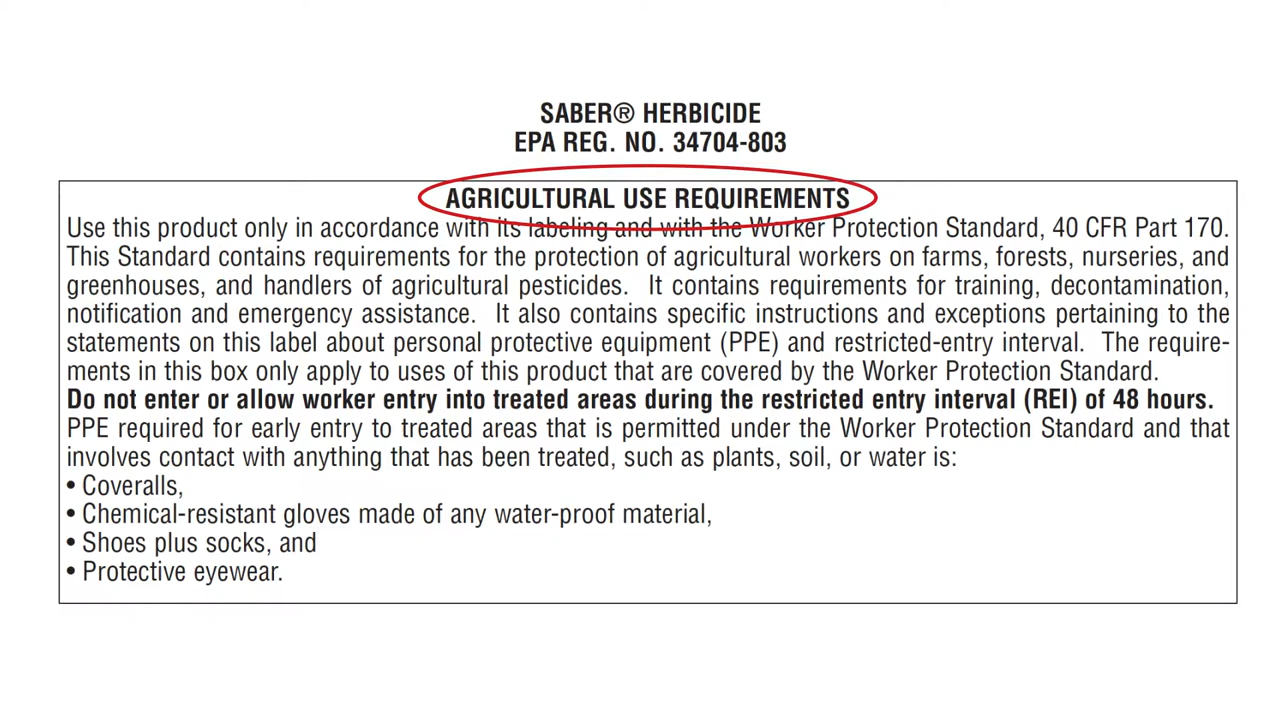 SABER® HERBICIDE
EPA REG. NO. 34704-803
AGRICULTURAL USE REQUIREMENTS
Use this product only in accordance with its labeling and with the Worker Protection Standard, 40 CFR Part 170.
This Standard contains requirements for the protection of agricultural workers on farms, forests, nurseries, and
greenhouses, and handlers of agricultural pesticides. It contains requirements for training, decontamination,
notification and emergency assistance. It also contains specific instructions and exceptions pertaining to the
statements on this label about personal protective equipment (PPE) and restricted-entry interval. The require-
ments in this box only apply to uses of this product that are covered by the Worker Protection Standard.
Do not enter or allow worker entry into treated areas during the restricted entry interval (REI) of 48 hours.
PPE required for early entry to treated areas that is permitted under the Worker Protection Standard and that
involves contact with anything that has been treated, such as plants, soil, or water is:
• Coveralls,
• Chemical-resistant gloves made of any water-proof material,
• Shoes plus socks, and
• Protective eyewear.